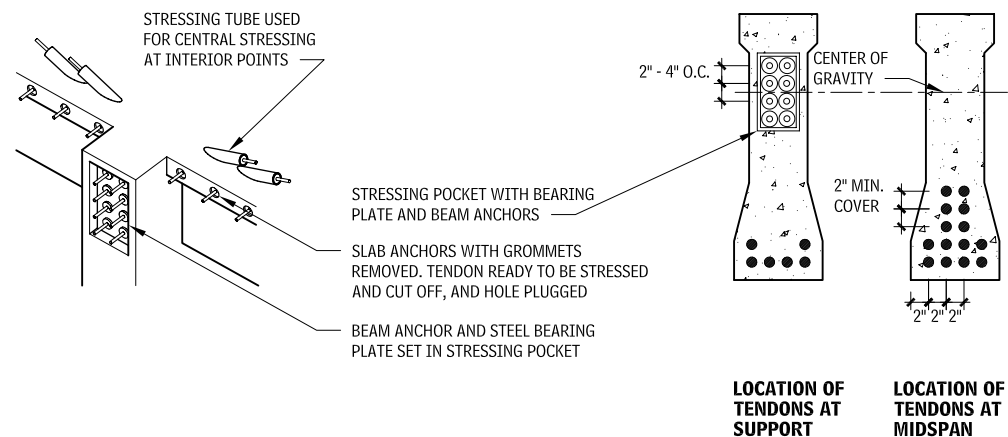 STRESSING TUBE USED
FOR CENTRAL STRESSING
AT INTERIOR POINTS
STRESSING POCKET WITH BEARING
PLATE AND BEAM ANCHORS
SLAB ANCHORS WITH GROMMETS
REMOVED. TENDON READY TO BE STRESSED
AND CUT OFF, AND HOLE PLUGGED
BEAM ANCHOR AND STEEL BEARING
PLATE SET IN STRESSING POCKET
2" - 4" O.C.
CENTER OF
GRAVITY
2" MIN.
COVER
2" 2" 2"
LOCATION OF
TENDONS AT
SUPPORT
LOCATION OF
TENDONS AT
MIDSPAN